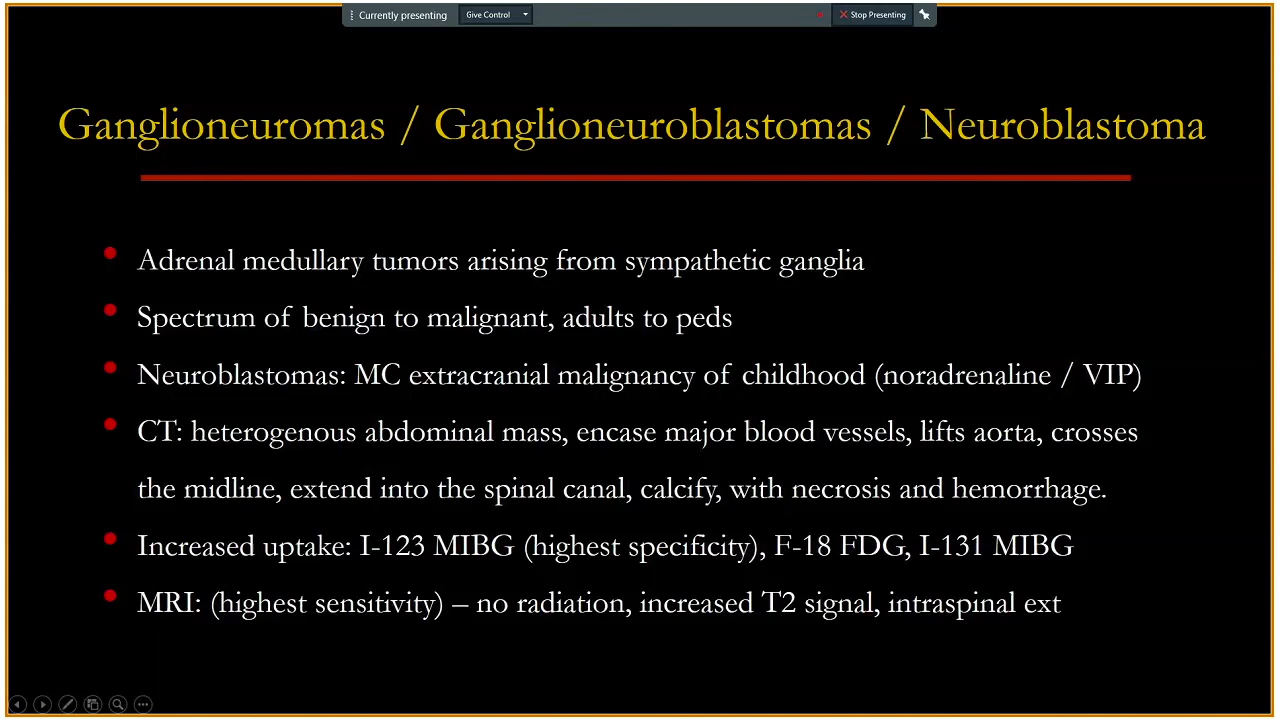 Currently presenting
Give Control
Stop Presenting
Ganglioneuromas / Ganglioneuroblastomas / Neuroblastoma
Adrenal medullary tumors arising from sympathetic ganglia
Spectrum of benign to malignant, adults to peds
Neuroblastomas: MC extracranial malignancy of childhood (noradrenaline / VIP)
CT: heterogenous abdominal mass, encase major blood vessels, lifts aorta, crosses
the midline, extend into the spinal canal, calcify, with necrosis and hemorrhage.
Increased uptake: I-123 MIBG (highest specificity), F-18 FDG, I-131 MIBG
MRI: (highest sensitivity) – no radiation, increased T2 signal, intraspinal ext